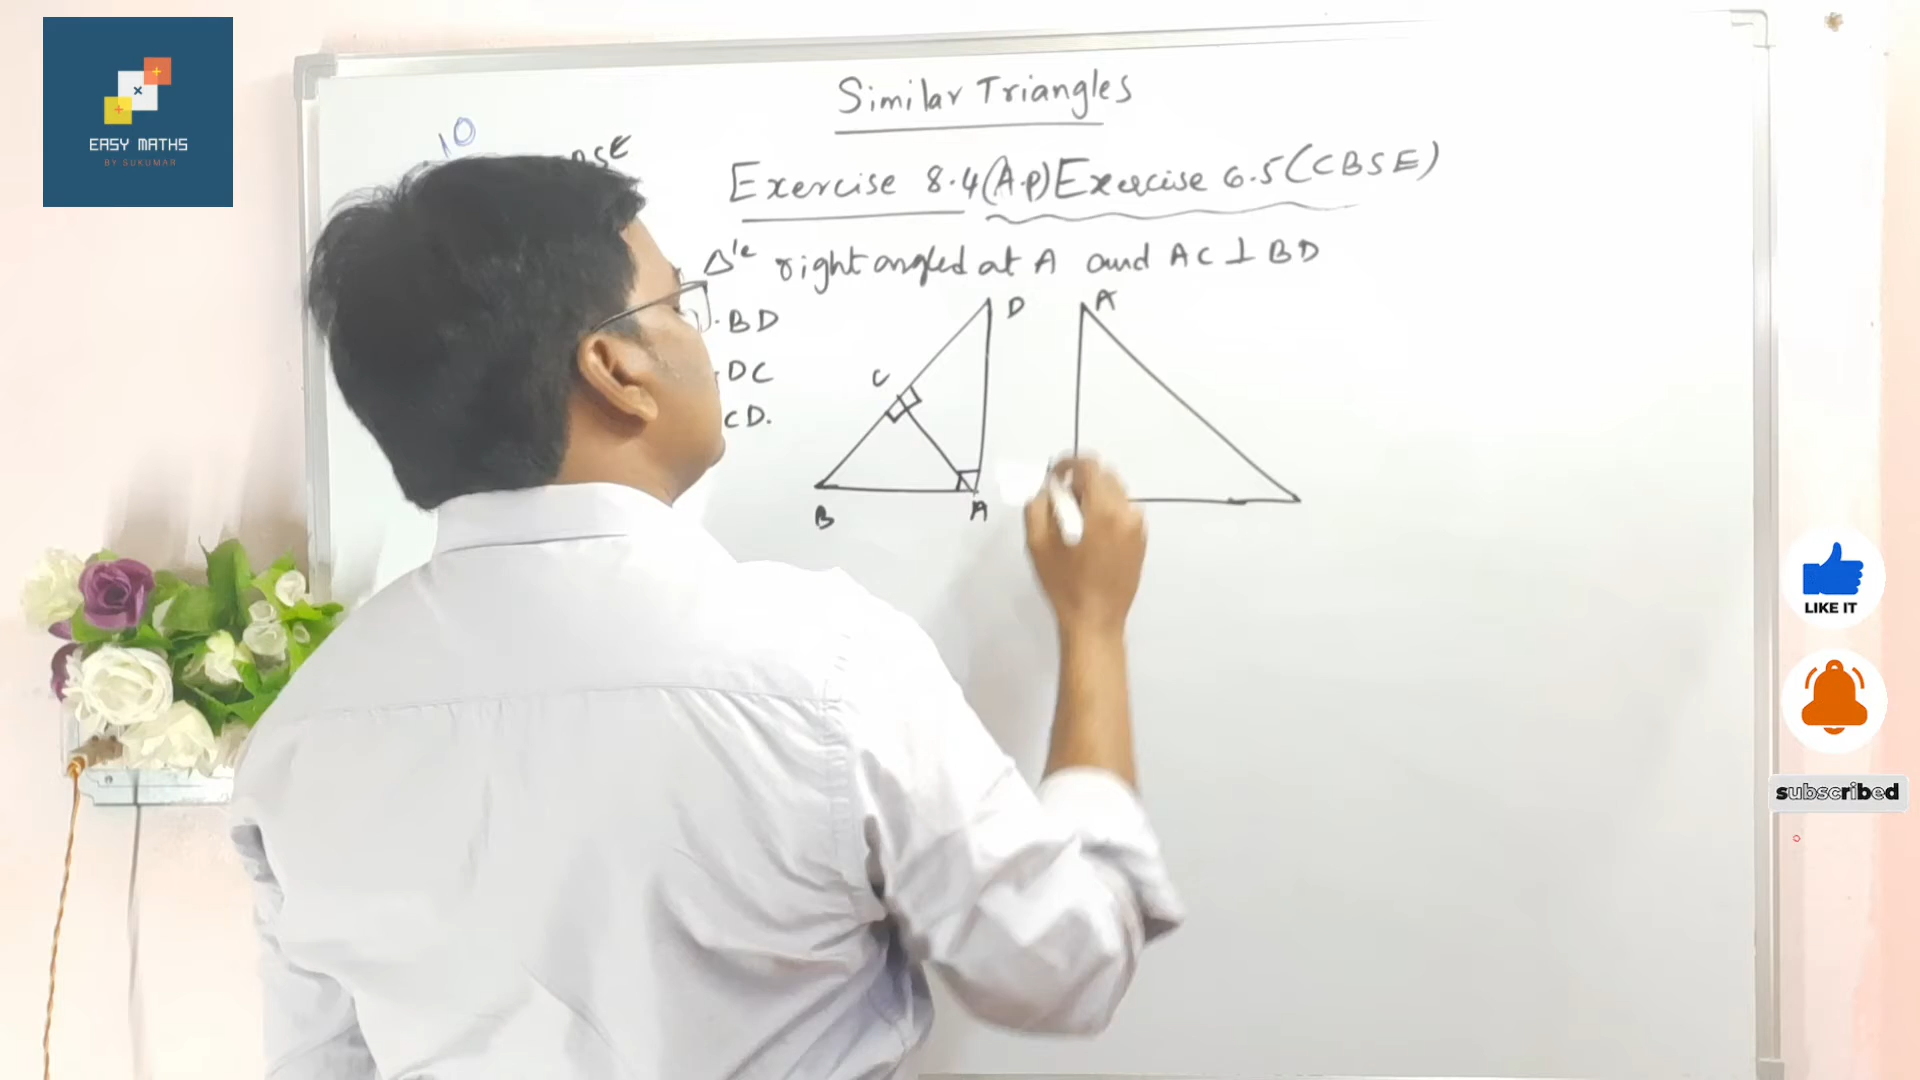 EASY MATHS
BY SUKUMAR
Similar Triangles
10
Exercise 8.4(A.P) Exercise 6.5(CBSE)
Δ'le right angled at A and AC ⊥ BD
. BD
DC
CD.
D
C
B
A
A
LIKE IT
subscribed